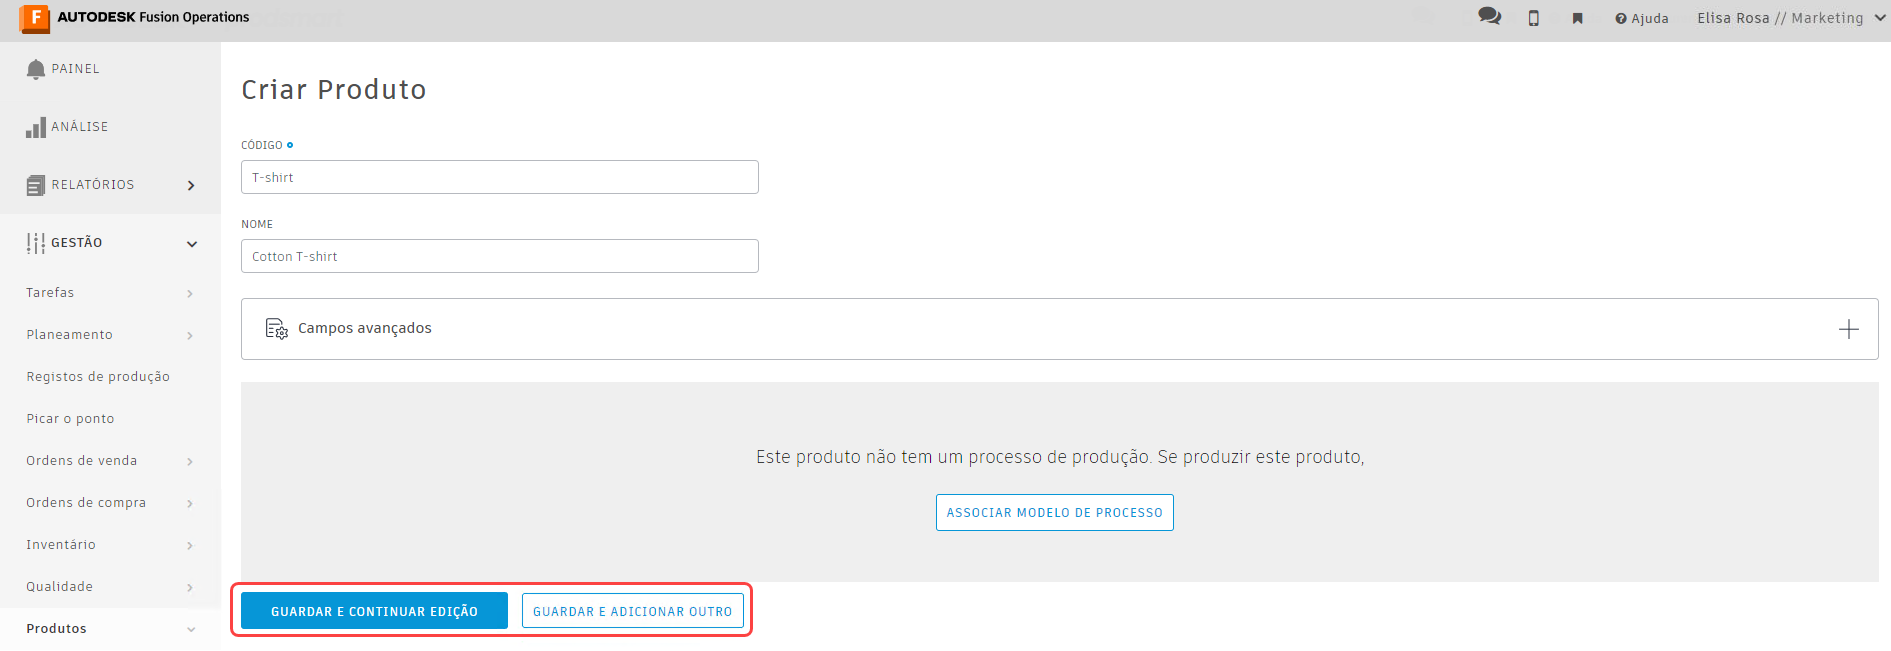 F AUTODESK Fusion Operations
Ajuda
Elisa Rosa // Marketing
PAINEL
ANÁLISE
RELATÓRIOS
GESTÃO
Tarefas
Planeamento
Registos de produção
Picar o ponto
Ordens de venda
Ordens de compra
Inventário
Qualidade
Produtos
Criar Produto
CÓDIGO
T-shirt
NOME
Cotton T-shirt
Campos avançados
Este produto não tem um processo de produção. Se produzir este produto,
ASSOCIAR MODELO DE PROCESSO
GUARDAR E CONTINUAR EDIÇÃO
GUARDAR E ADICIONAR OUTRO